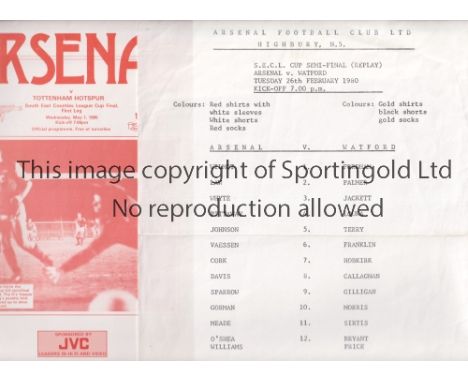 ARSENA
v
TOTTENHAM HOTSPUR
South East Counties League Cup Final,
First Leg
Wednesday, May 1,
Kick-off 7.00pm
Official programme, free of
SPONSORED BY
JVC
ARSENAL FOOTBALL CLUB LTD
HIGHBURY, N.5.
S.E.C.L. CUP SEMI-FINAL (REPLAY)
ARSENAL v. WATFORD
TUESDAY 26th FEBRUARY 1980
KICK-OFF 7.00 p.m.
Colours: Red shirts with white sleeves White shorts Red socks
Colours: Gold shirts black shorts gold socks
ARSENAL V. WATFORD
2. PALMER
WHYTE 3. JACKETT
JOHNSON 5. TERRY
VAESSEN 6. FRANKLIN
CORK 7. HOBKIRK
DAVIS 8. CALLAGHAN
SPARROW 9. GILLIGAN
GORMAN 10. MORRIS
MEADE 11. SIRTIS
O'SHEA 12. BRYANT
WILLIAMS PRICE
This image copyright of Sportingold Ltd
No reproduction allowed